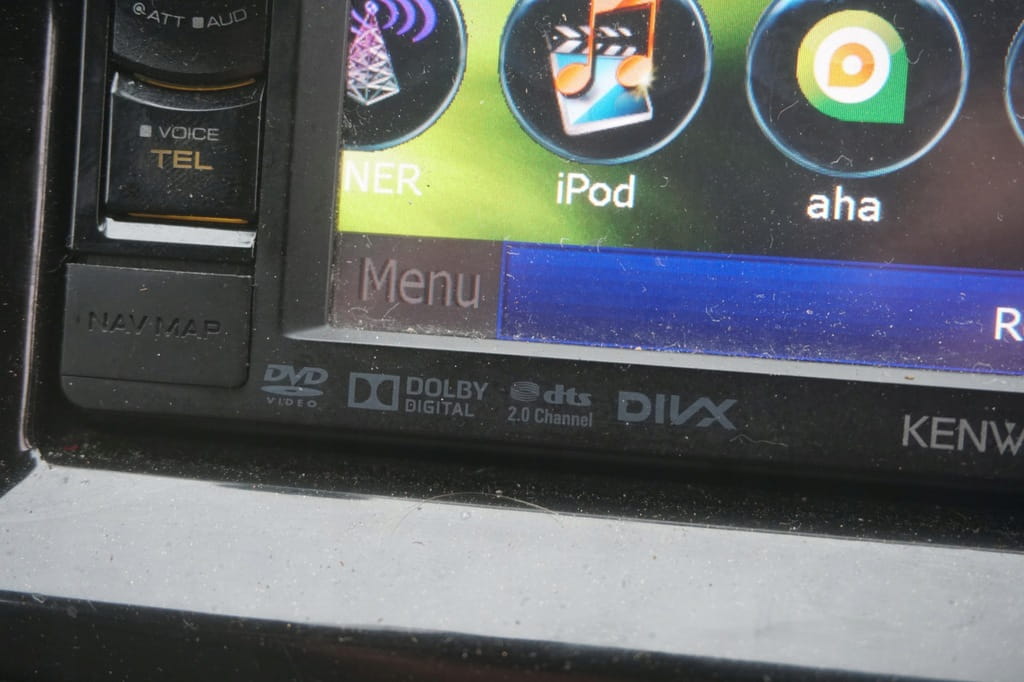 ATT AUD
VOICE
TEL
NER
iPod
aha
Menu
R
NAV MAP
DVD
VIDEO
DOLBY
DIGITAL
dts
2.0 Channel
DIVX
KENW